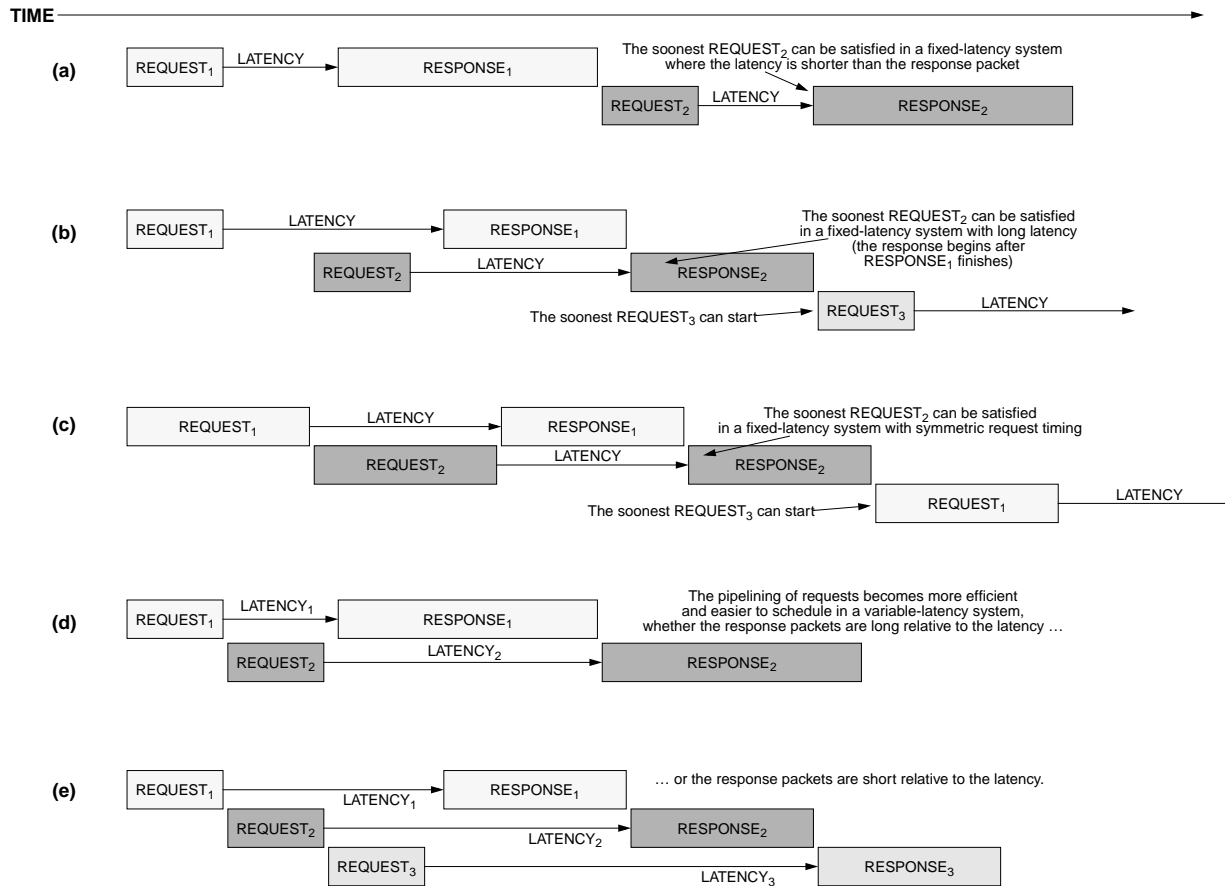 TIME
The soonest REQUEST₂ can be satisfied in a fixed-latency system
where the latency is shorter than the response packet
(a)
REQUEST₁ LATENCY RESPONSE₁
REQUEST₂ LATENCY RESPONSE₂
(b)
REQUEST₁ LATENCY RESPONSE₁
The soonest REQUEST₂ can be satisfied
in a fixed-latency system with long latency
(the response begins after
RESPONSE₁ finishes)
REQUEST₂ LATENCY RESPONSE₂
The soonest REQUEST₃ can start
REQUEST₃ LATENCY
(c)
REQUEST₁ LATENCY RESPONSE₁
The soonest REQUEST₂ can be satisfied
in a fixed-latency system with symmetric request timing
REQUEST₂ LATENCY RESPONSE₂
The soonest REQUEST₃ can start
REQUEST₁ LATENCY
(d)
REQUEST₁ LATENCY₁ RESPONSE₁
The pipelining of requests becomes more efficient
and easier to schedule in a variable-latency system,
whether the response packets are long relative to the latency …
REQUEST₂ LATENCY₂ RESPONSE₂
(e)
REQUEST₁ LATENCY₁ RESPONSE₁
… or the response packets are short relative to the latency.
REQUEST₂ LATENCY₂ RESPONSE₂
REQUEST₃ LATENCY₃ RESPONSE₃